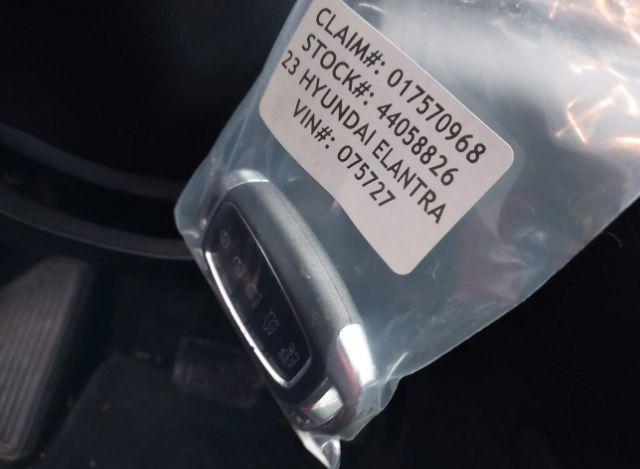 CLAIM#: 017570968
STOCK#: 44058826
23 HYUNDAI ELANTRA
VIN#: 075727